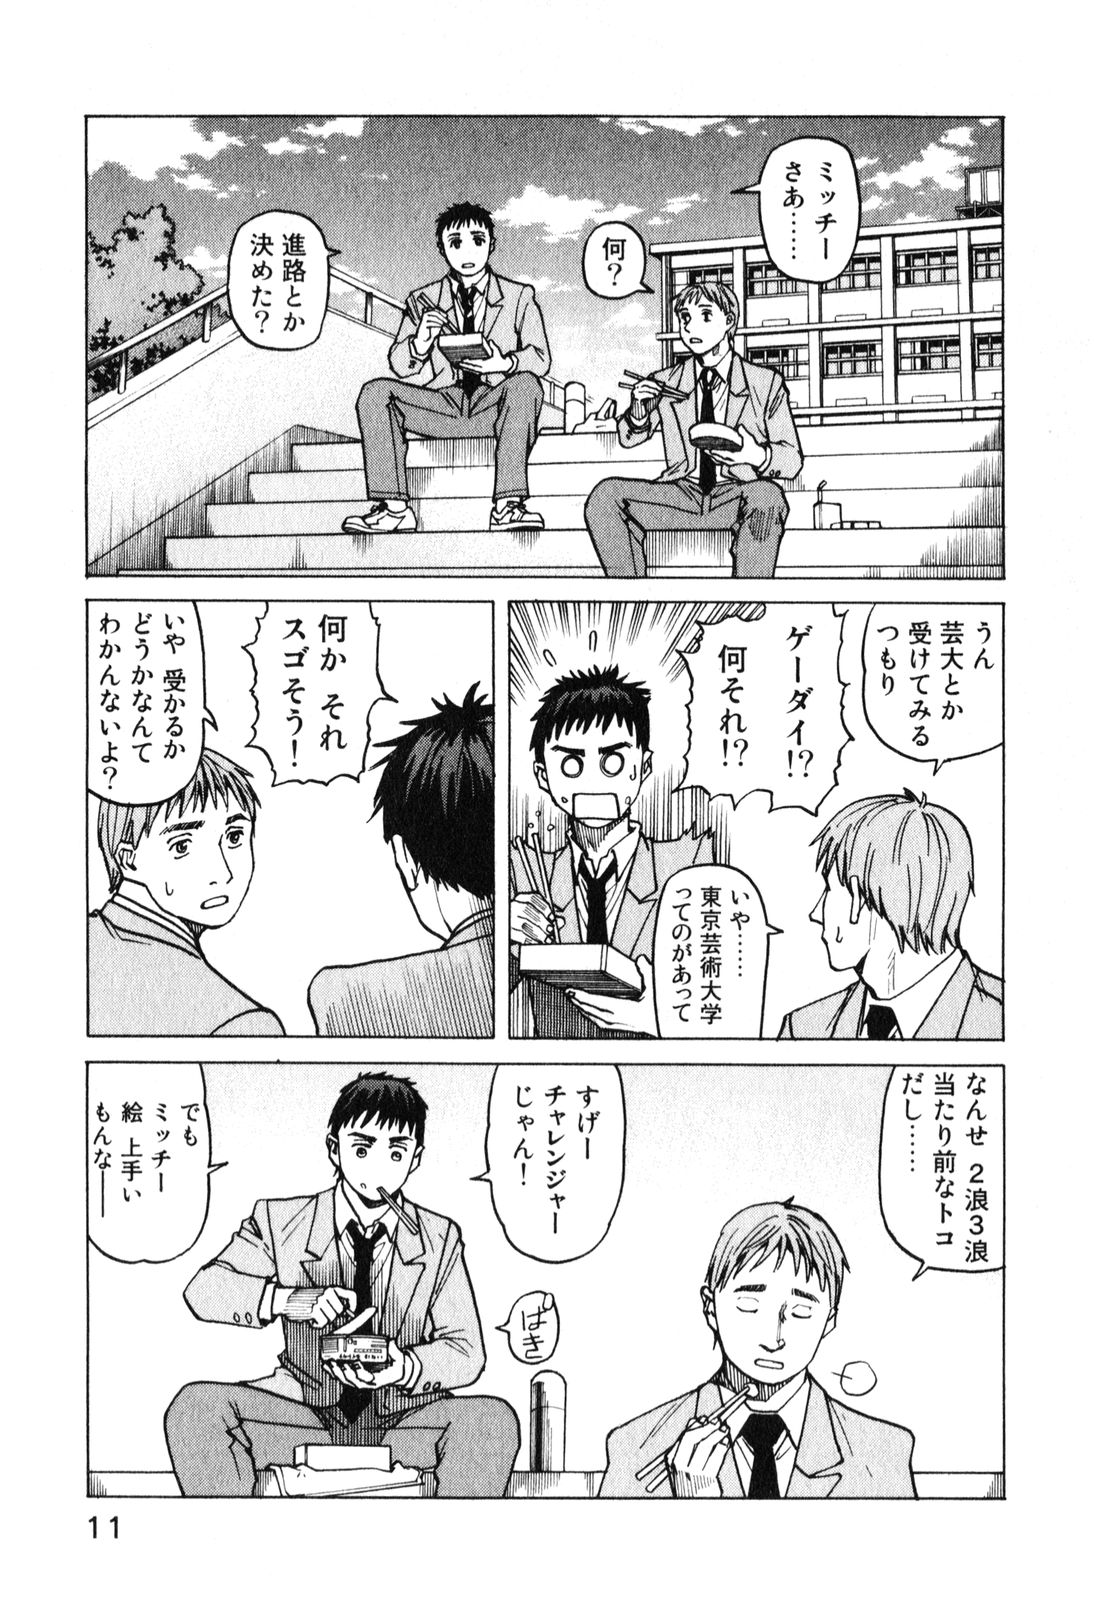 ミッチー
さぁ……
何？
進路とか
決めた？
うん
芸大とか
受けてみる
つもり
ゲーダイ!?
何それ!?
いや……
東京芸術大学
ってのがあって
何か それ
スゴそう！
いや 受かるか
どうかなんて
わかんないよ？
なんせ 2浪3浪
当たり前なトコ
だし……
すげー
チャレンジャー
じゃん！
ぱき
でも
ミッチー
絵 上手い
もんな──
11